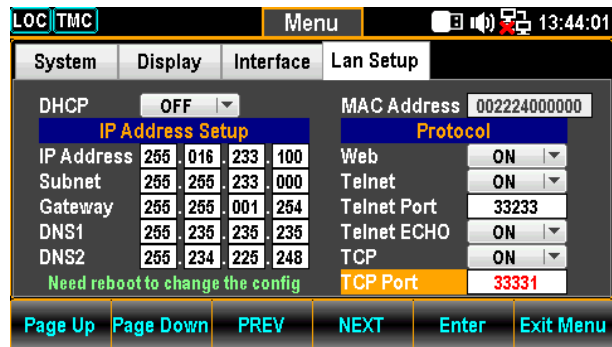 LOC TMC Menu 13:44:01
System Display Interface Lan Setup
DHCP OFF MAC Address 002224000000
IP Address Setup Protocol
IP Address 255 . 016 . 233 . 100 Web ON
Subnet 255 . 255 . 233 . 000 Telnet ON
Gateway 255 . 255 . 001 . 254 Telnet Port 33233
DNS1 255 . 235 . 235 . 235 Telnet ECHO ON
DNS2 255 . 234 . 225 . 248 TCP ON
Need reboot to change the config TCP Port 33331
Page Up Page Down PREV NEXT Enter Exit Menu